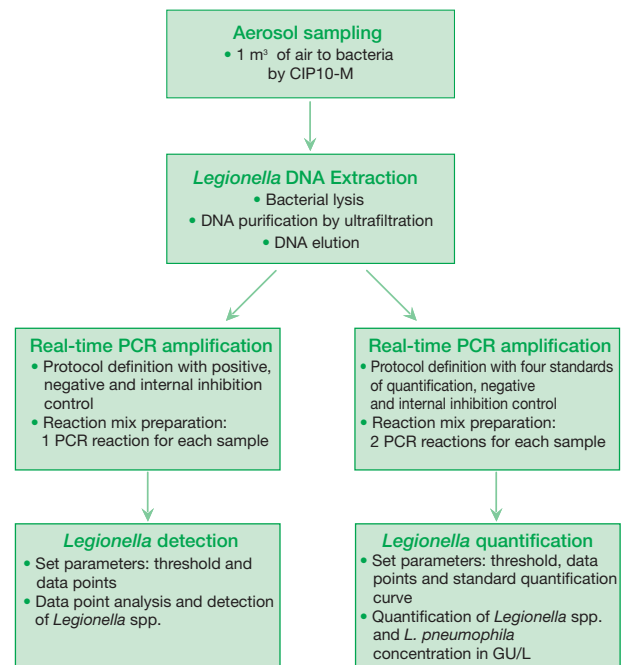 Aerosol sampling
• 1 m³ of air to bacteria
by CIP10-M
Legionella DNA Extraction
• Bacterial lysis
• DNA purification by ultrafiltration
• DNA elution
Real-time PCR amplification
• Protocol definition with positive,
negative and internal inhibition
control
• Reaction mix preparation:
1 PCR reaction for each sample
Real-time PCR amplification
• Protocol definition with four standards
of quantification, negative
and internal inhibition control
• Reaction mix preparation:
2 PCR reactions for each sample
Legionella detection
• Set parameters: threshold and
data points
• Data point analysis and detection
of Legionella spp.
Legionella quantification
• Set parameters: threshold, data
points and standard quantification
curve
• Quantification of Legionella spp.
and L. pneumophila
concentration in GU/L